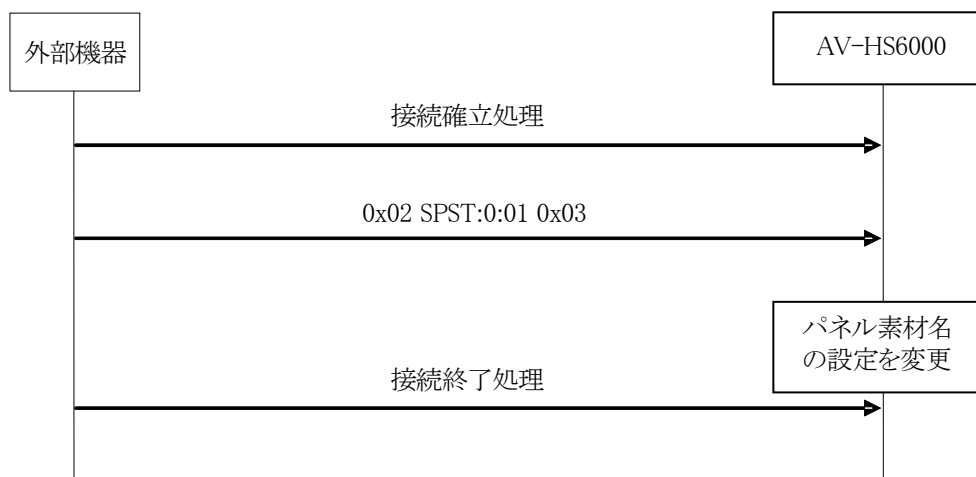 外部機器
AV-HS6000
接続確立処理
0x02 SPST:0:01 0x03
パネル素材名
の設定を変更
接続終了処理